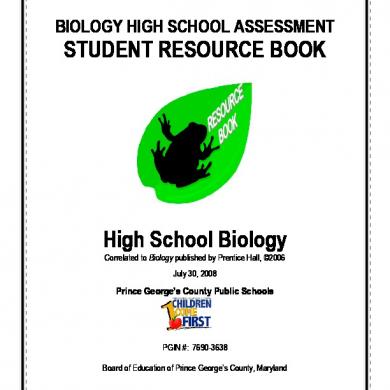 BIOLOGY HIGH SCHOOL ASSESSMENT
STUDENT RESOURCE BOOK
RESOURCE
BOOK
High School Biology
Correlated to Biology published by Prentice Hall, ©2006
July 30, 2008
Prince George's County Public Schools
CHILDREN
COME
FIRST
PGIN #: 7690-3638
Board of Education of Prince George's County, Maryland